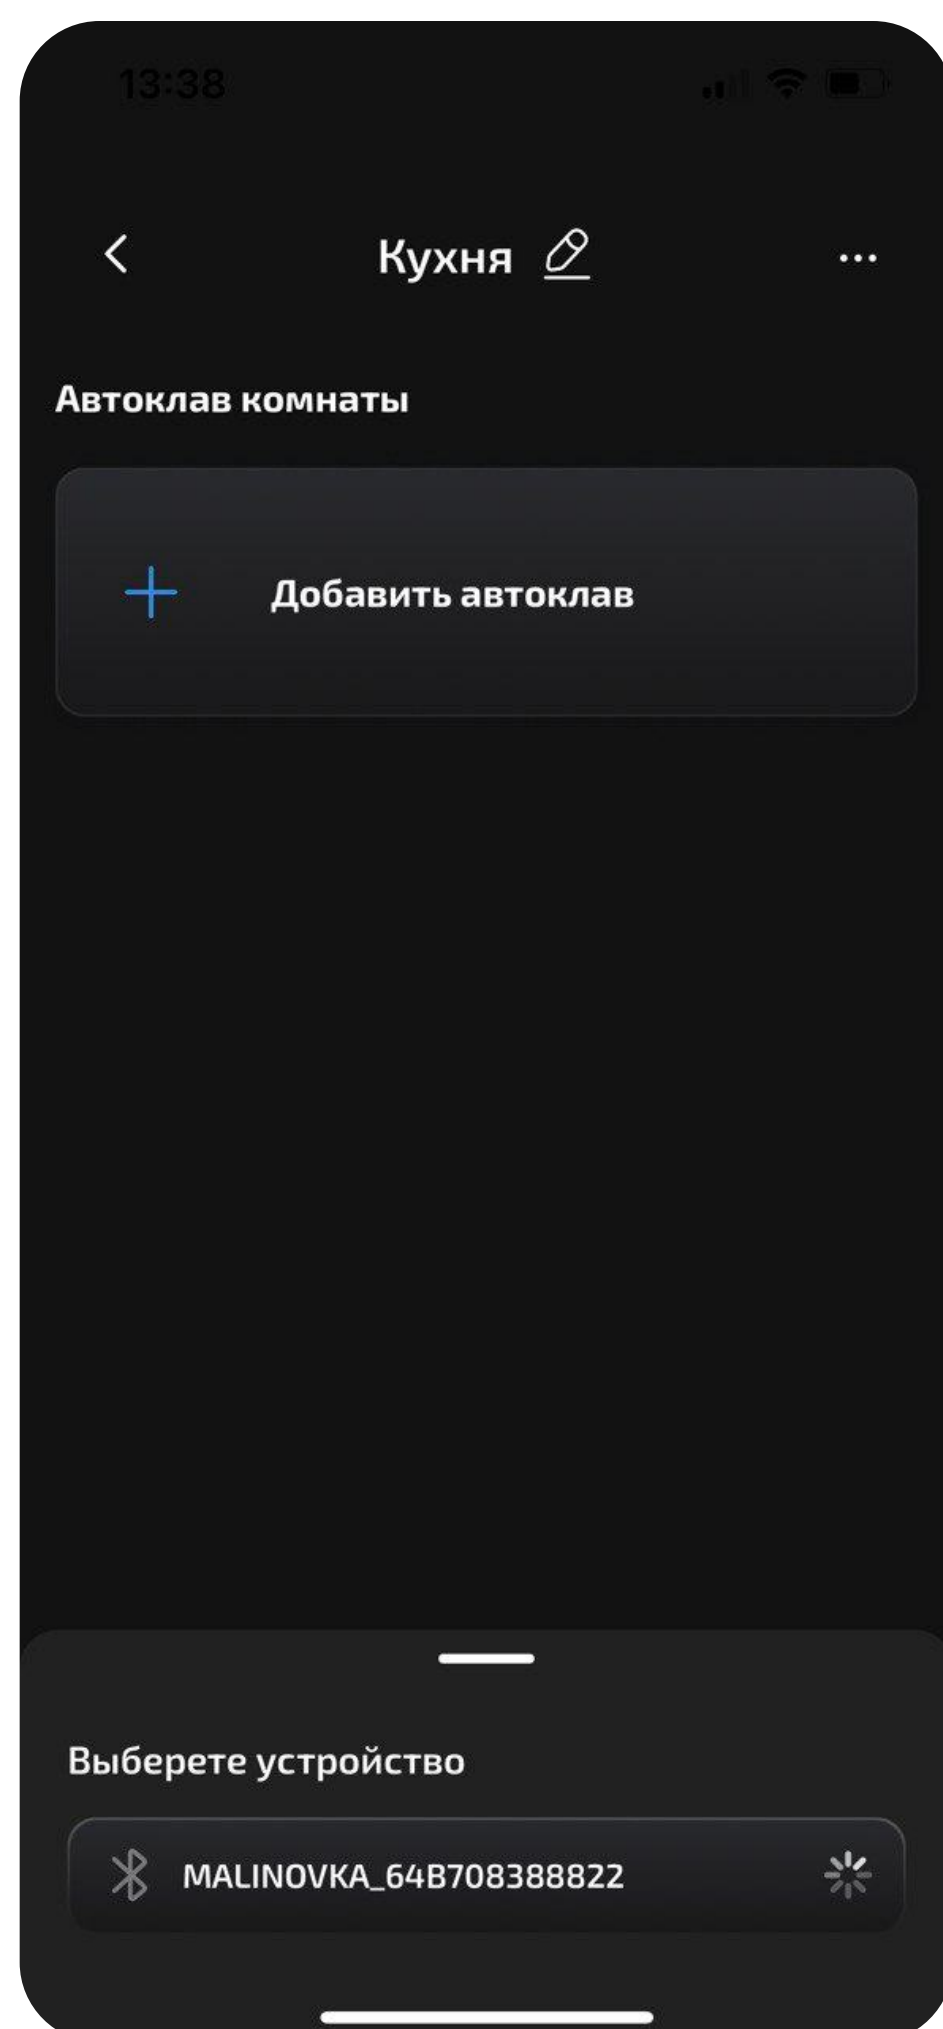 13:38
Кухня
Автоклав комнаты
Добавить автоклав
Выберете устройство
MALINOVKA_64B708388822